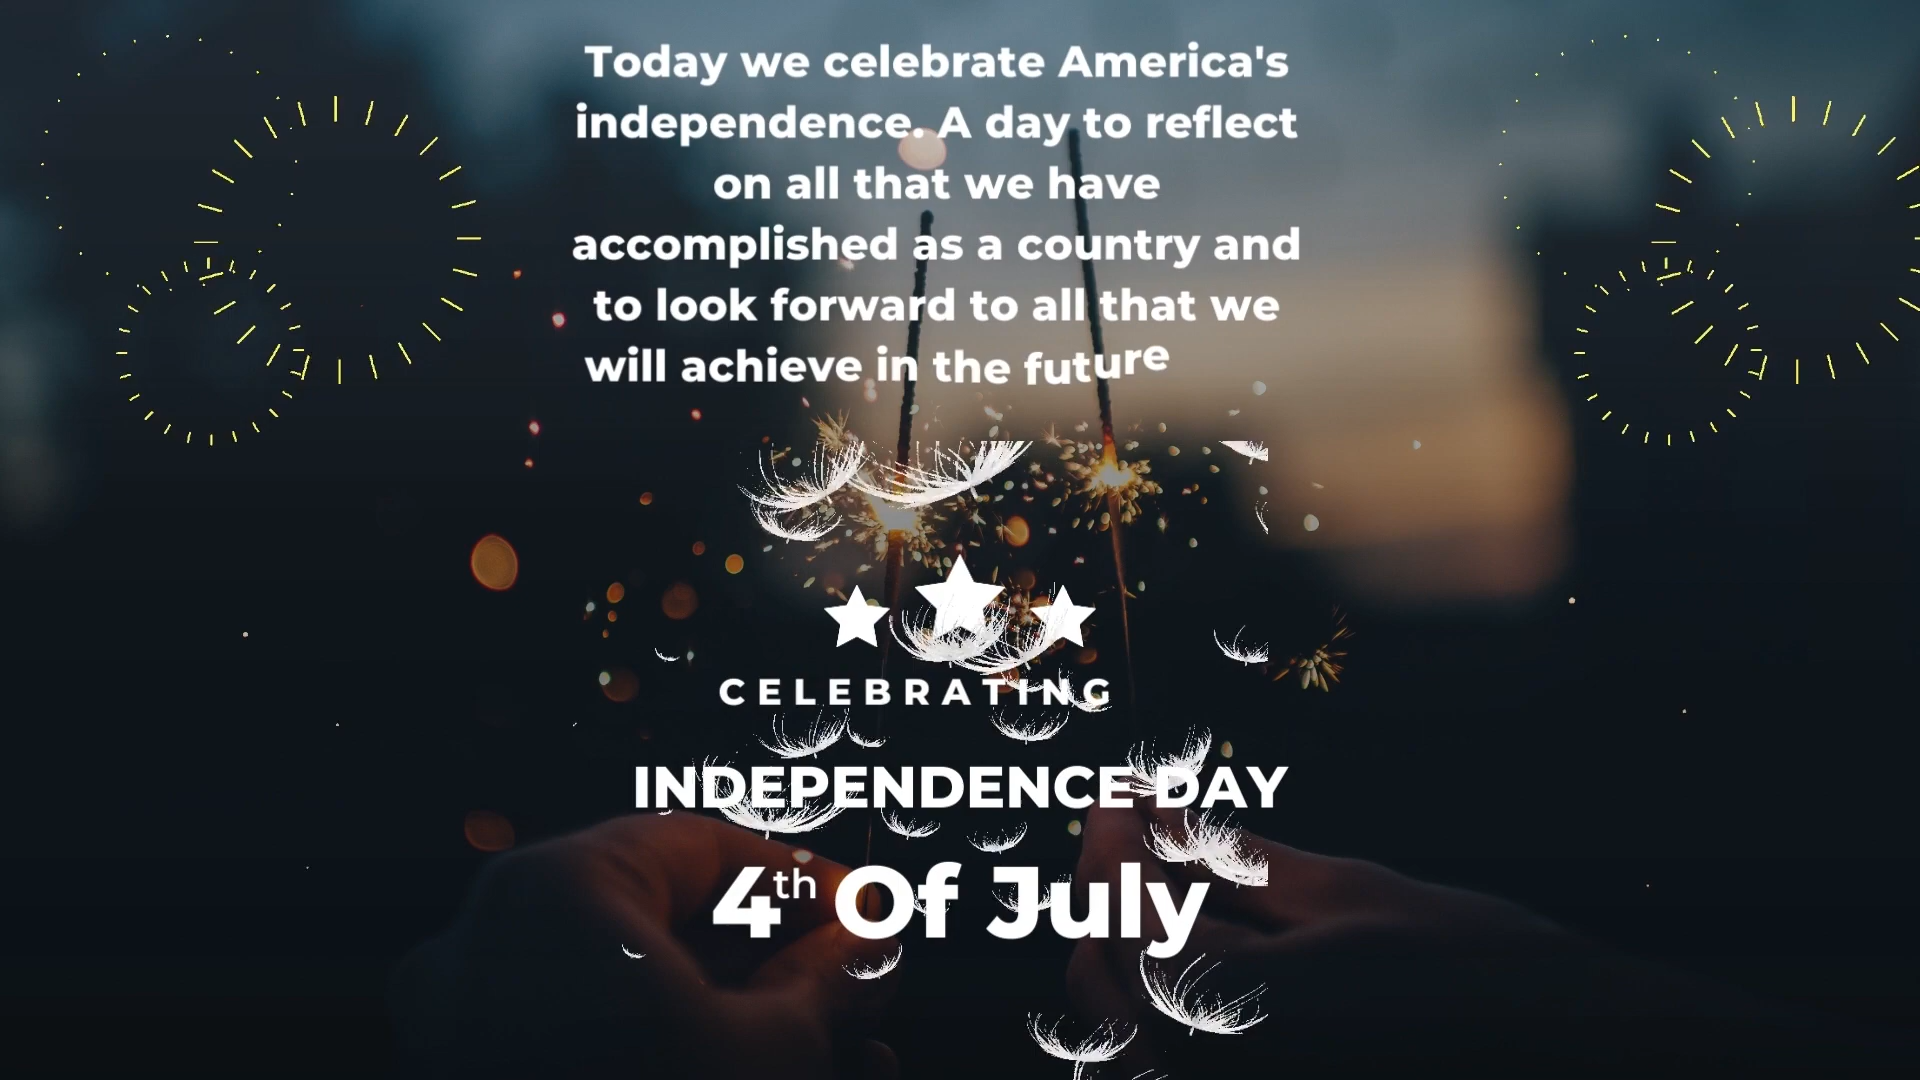 Today we celebrate America's
independence. A day to reflect
on all that we have
accomplished as a country and
to look forward to all that we
will achieve in the future
CELEBRATING
INDEPENDENCE DAY
4th Of July